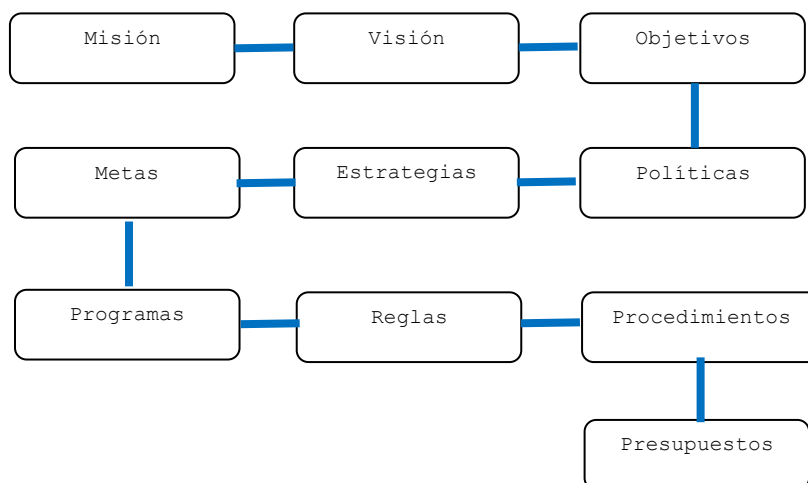 Misión
Visión
Objetivos
Metas
Estrategias
Políticas
Programas
Reglas
Procedimientos
Presupuestos